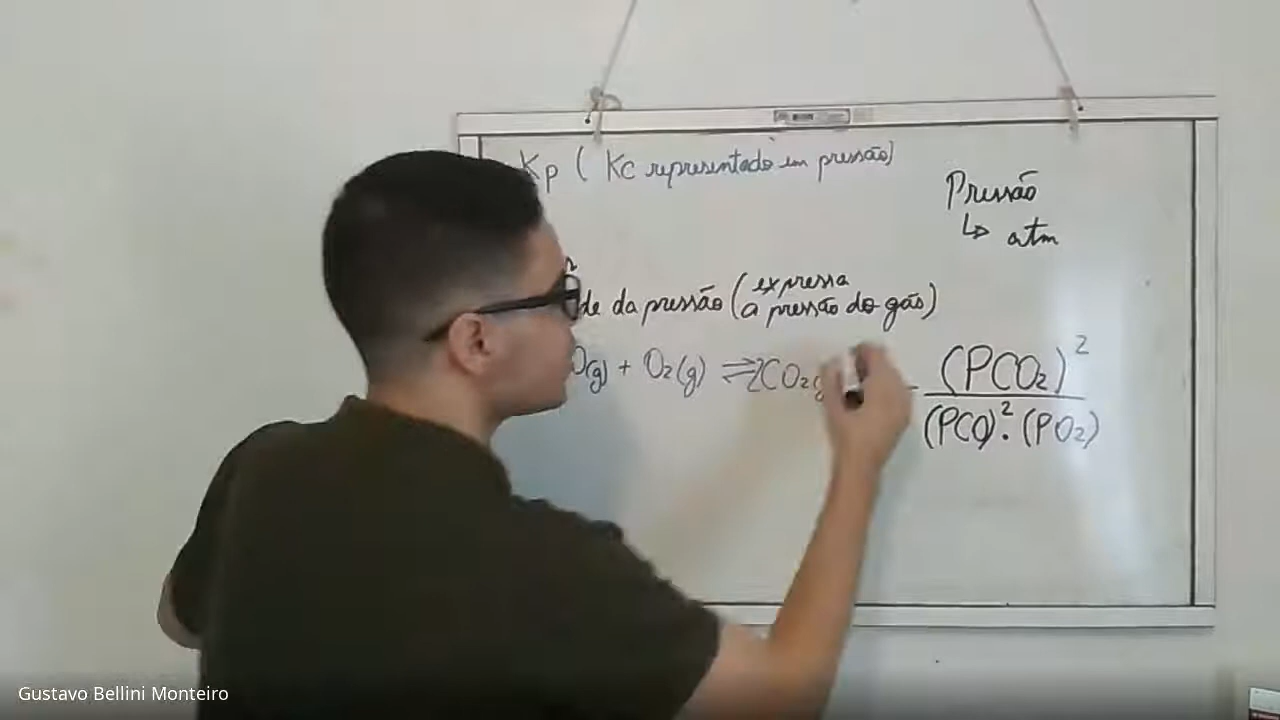 Kp ( Kc representado em pressão)
Pressão
↳ atm
de da pressão (expressa
a pressão do gás)
O(g) + O₂(g) ⇌ 2CO₂(g
(PCO₂)²
(PCO)² . (PO₂)
Gustavo Bellini Monteiro